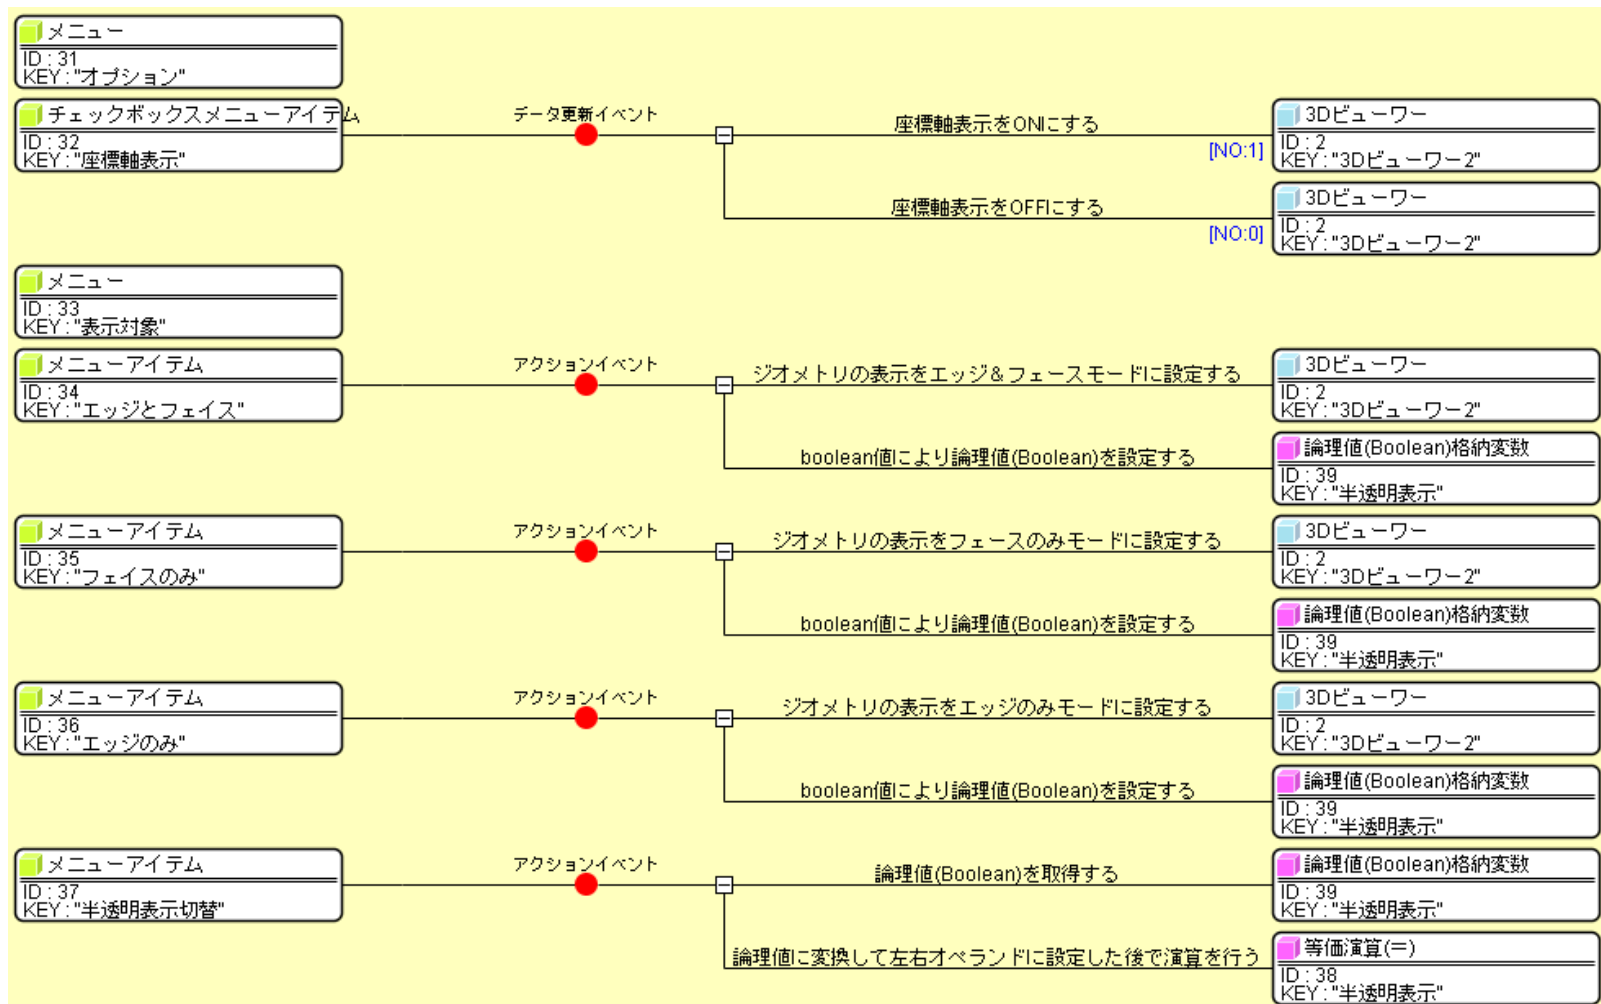 メニュー
ID : 31
KEY : "オプション"
チェックボックスメニューアイテム
ID : 32
KEY : "座標軸表示"
データ更新イベント
座標軸表示をONにする
[NO:1]
3Dビューワー
ID : 2
KEY : "3Dビューワー2"
座標軸表示をOFFにする
[NO:0]
3Dビューワー
ID : 2
KEY : "3Dビューワー2"
メニュー
ID : 33
KEY : "表示対象"
メニューアイテム
ID : 34
KEY : "エッジとフェイス"
アクションイベント
ジオメトリの表示をエッジ＆フェースモードに設定する
3Dビューワー
ID : 2
KEY : "3Dビューワー2"
boolean値により論理値(Boolean)を設定する
論理値(Boolean)格納変数
ID : 39
KEY : "半透明表示"
メニューアイテム
ID : 35
KEY : "フェイスのみ"
アクションイベント
ジオメトリの表示をフェースのみモードに設定する
3Dビューワー
ID : 2
KEY : "3Dビューワー2"
boolean値により論理値(Boolean)を設定する
論理値(Boolean)格納変数
ID : 39
KEY : "半透明表示"
メニューアイテム
ID : 36
KEY : "エッジのみ"
アクションイベント
ジオメトリの表示をエッジのみモードに設定する
3Dビューワー
ID : 2
KEY : "3Dビューワー2"
boolean値により論理値(Boolean)を設定する
論理値(Boolean)格納変数
ID : 39
KEY : "半透明表示"
メニューアイテム
ID : 37
KEY : "半透明表示切替"
アクションイベント
論理値(Boolean)を取得する
論理値(Boolean)格納変数
ID : 39
KEY : "半透明表示"
論理値に変換して左右オペランドに設定した後で演算を行う
等価演算(＝)
ID : 38
KEY : "半透明表示"